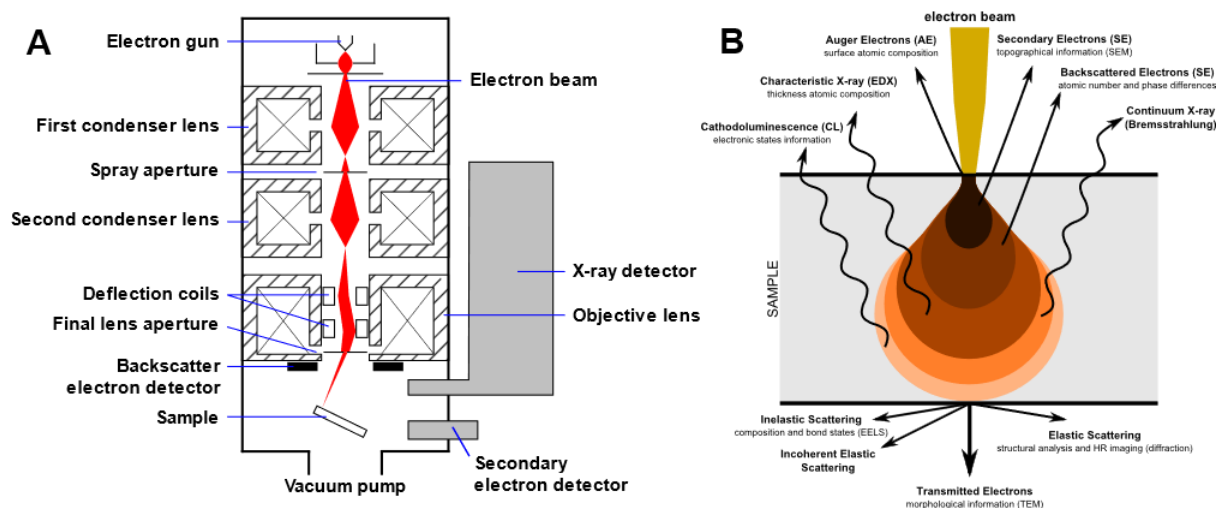 A
Electron gun
Electron beam
First condenser lens
Spray aperture
Second condenser lens
X-ray detector
Deflection coils
Final lens aperture
Objective lens
Backscatter
electron detector
Sample
Secondary
electron detector
Vacuum pump
B
electron beam
Auger Electrons (AE)
surface atomic composition
Secondary Electrons (SE)
topographical information (SEM)
Characteristic X-ray (EDX)
thickness atomic composition
Backscattered Electrons (SE)
atomic number and phase differences
Cathodoluminescence (CL)
electronic states information
Continuum X-ray
(Bremsstrahlung)
SAMPLE
Inelastic Scattering
composition and bond states (EELS)
Incoherent Elastic
Scattering
Elastic Scattering
structural analysis and HR imaging (diffraction)
Transmitted Electrons
morphological information (TEM)